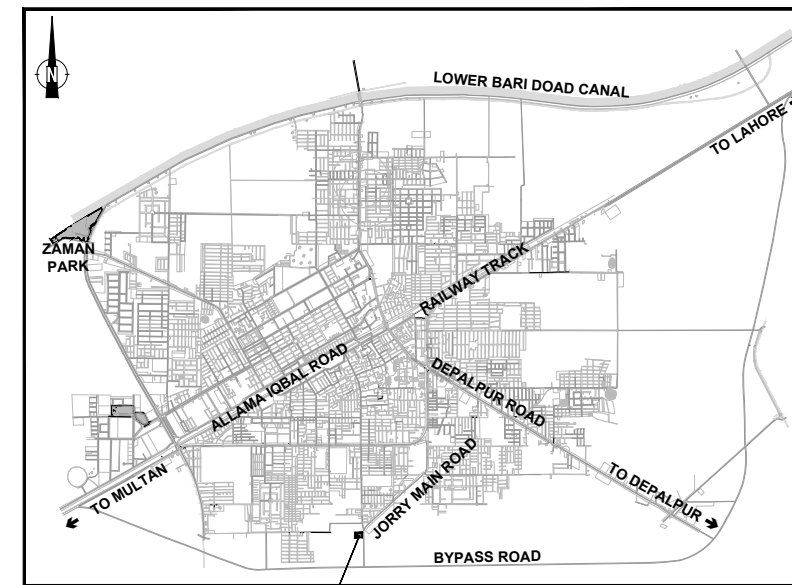 N
LOWER BARI DOAD CANAL
TO LAHORE
ZAMAN
PARK
RAILWAY TRACK
ALLAMA IQBAL ROAD
DEPALPUR ROAD
JORRY MAIN ROAD
TO MULTAN
TO DEPALPUR
BYPASS ROAD